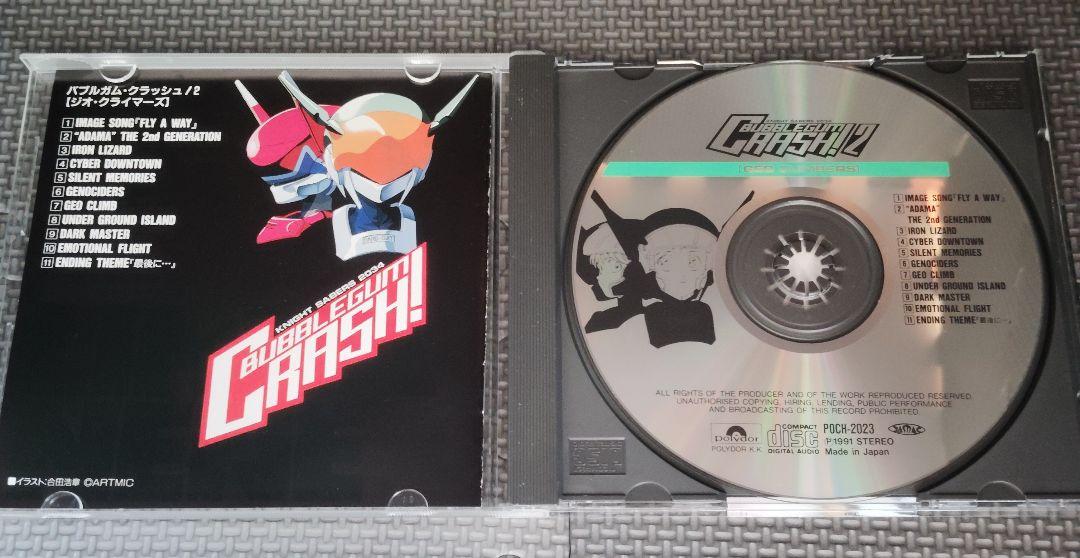 バブルガム・クラッシュ!2
[ジオ・クライマーズ]
1 IMAGE SONG「FLY A WAY」
2 "ADAMA" THE 2nd GENERATION
3 IRON LIZARD
4 CYBER DOWNTOWN
5 SILENT MEMORIES
6 GENOCIDERS
7 GEO CLIMB
8 UNDER GROUND ISLAND
9 DARK MASTER
10 EMOTIONAL FLIGHT
11 ENDING THEME「最後に…」
KNIGHT SABERS 2034
BUBBLEGUM
CRASH!
■イラスト:合田浩章 ©ARTMIC
KNIGHT SABERS 2034
BUBBLEGUM
CRASH!2
[GEO CLIMBERS]
1 IMAGE SONG「FLY A WAY」
2 "ADAMA"
THE 2nd GENERATION
3 IRON LIZARD
4 CYBER DOWNTOWN
5 SILENT MEMORIES
6 GENOCIDERS
7 GEO CLIMB
8 UNDER GROUND ISLAND
9 DARK MASTER
10 EMOTIONAL FLIGHT
11 ENDING THEME「最後に…」
ALL RIGHTS OF THE PRODUCER AND OF THE WORK REPRODUCED RESERVED.
UNAUTHORISED COPYING, HIRING, LENDING, PUBLIC PERFORMANCE
AND BROADCASTING OF THIS RECORD PROHIBITED.
polydor
POLYDOR K.K.
COMPACT
disc
DIGITAL AUDIO
POCH-2023
℗1991 STEREO
Made in Japan
JASRAC